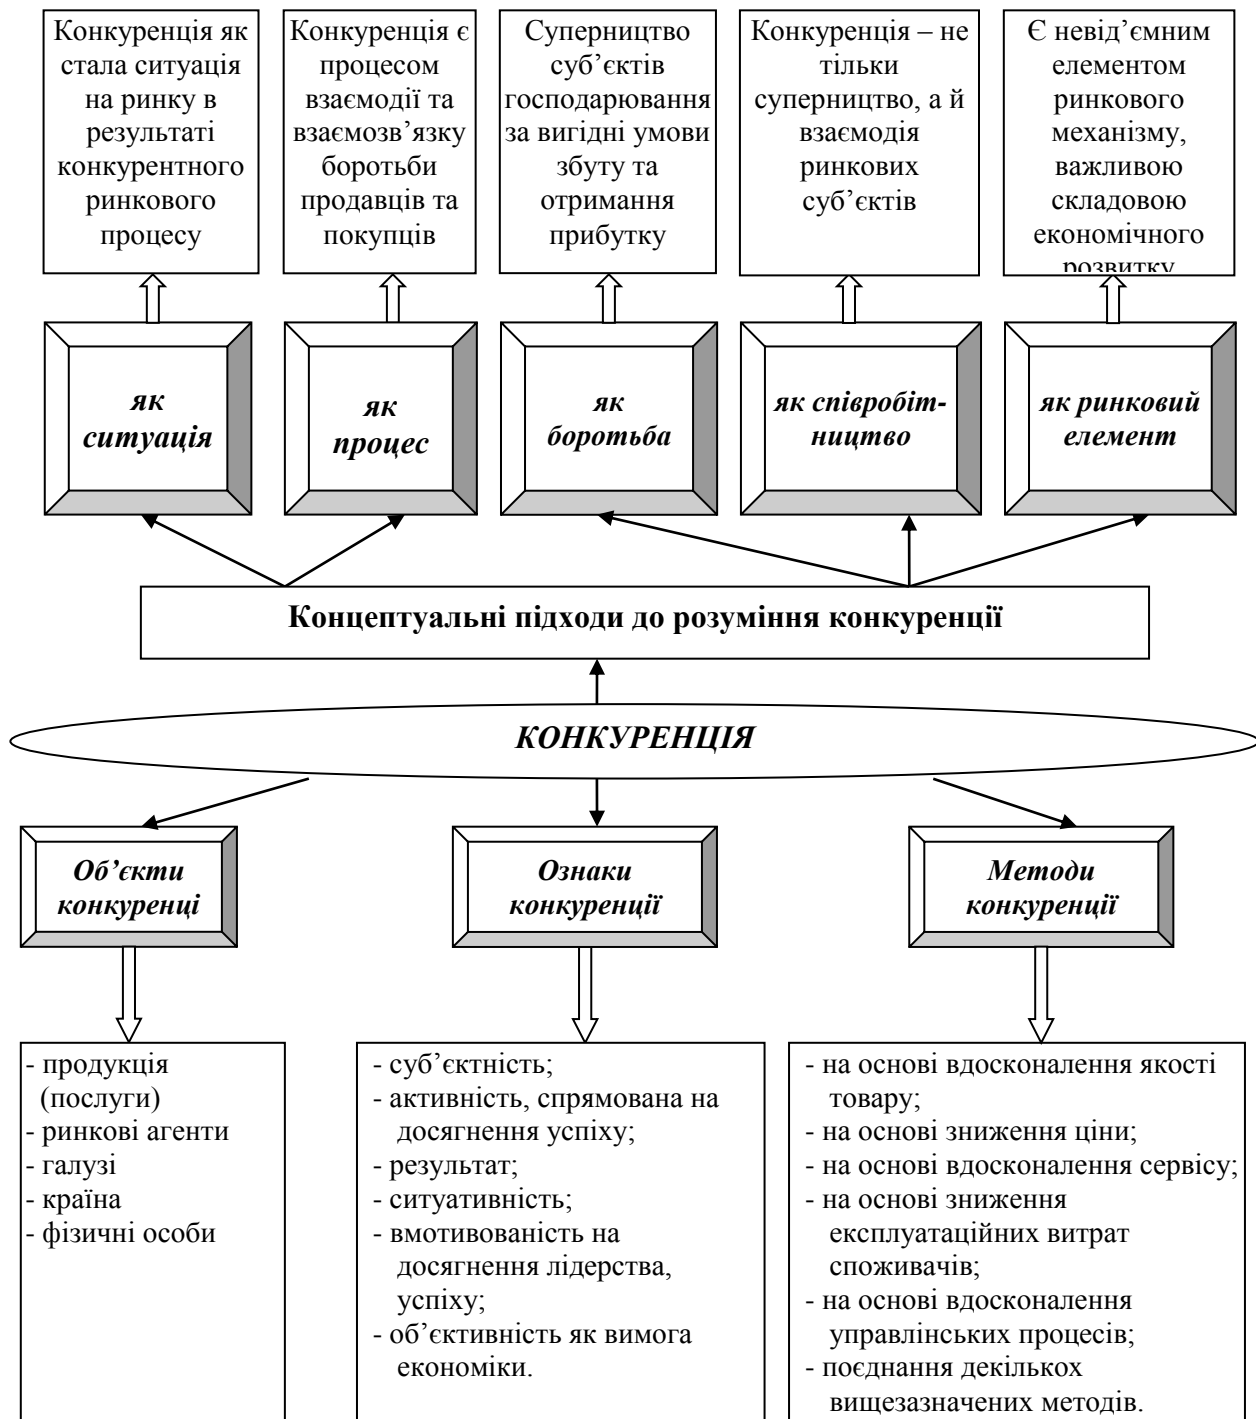 Конкуренція як
стала ситуація
на ринку в
результаті
конкурентного
ринкового
процесу
Конкуренція є
процесом
взаємодії та
взаємозв’язку
боротьби
продавців та
покупців
Суперництво
суб’єктів
господарювання
за вигідні умови
збуту та
отримання
прибутку
Конкуренція – не
тільки
суперництво, а й
взаємодія
ринкових
суб’єктів
Є невід’ємним
елементом
ринкового
механізму,
важливою
складовою
економічного
розвитку
як
ситуація
як
процес
як
боротьба
як співробіт-
ництво
як ринковий
елемент
Концептуальні підходи до розуміння конкуренції
КОНКУРЕНЦІЯ
Об’єкти
конкуренці
Ознаки
конкуренції
Методи
конкуренції
- продукція
(послуги)
- ринкові агенти
- галузі
- країна
- фізичні особи
- суб’єктність;
- активність, спрямована на
досягнення успіху;
- результат;
- ситуативність;
- вмотивованість на
досягнення лідерства,
успіху;
- об’єктивність як вимога
економіки.
- на основі вдосконалення якості
товару;
- на основі зниження ціни;
- на основі вдосконалення сервісу;
- на основі зниження
експлуатаційних витрат
споживачів;
- на основі вдосконалення
управлінських процесів;
- поєднання декількох
вищезазначених методів.